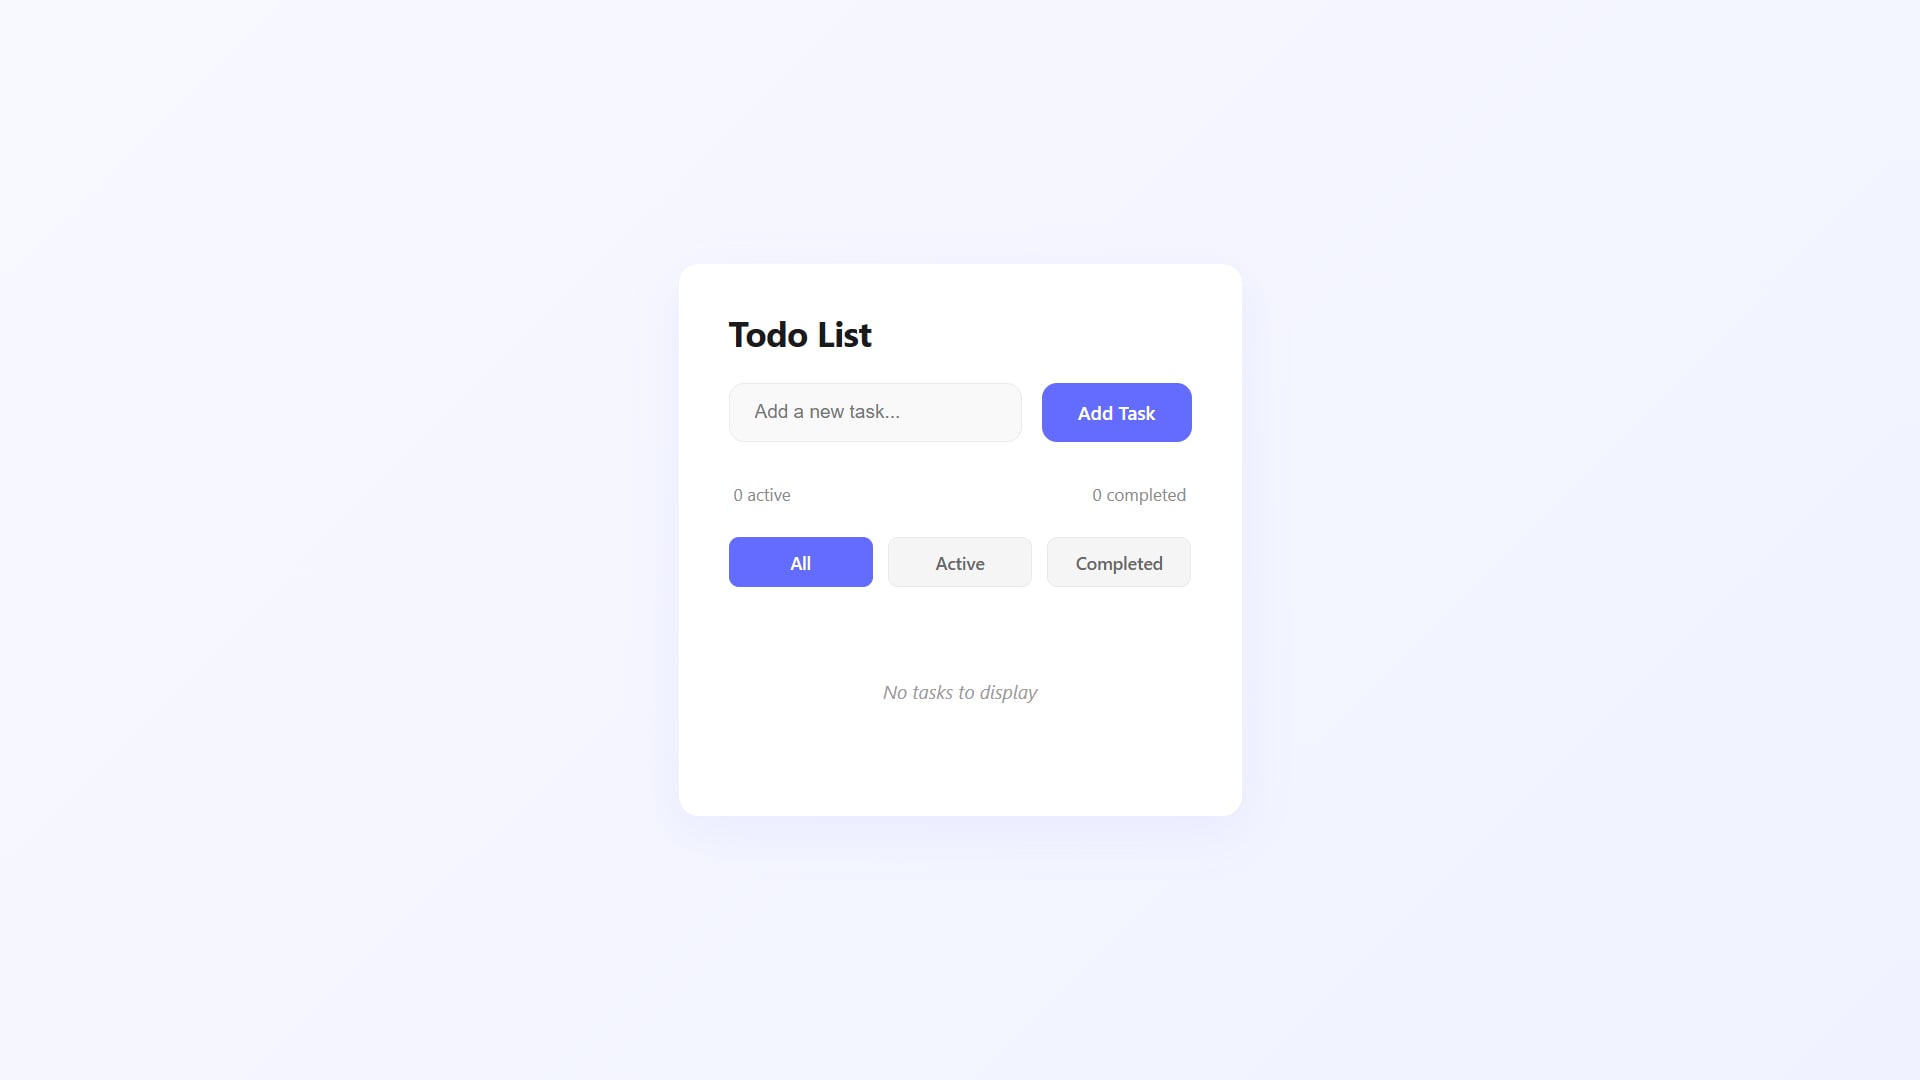 Todo List
Add a new task...
Add Task
0 active
0 completed
All
Active
Completed
No tasks to display